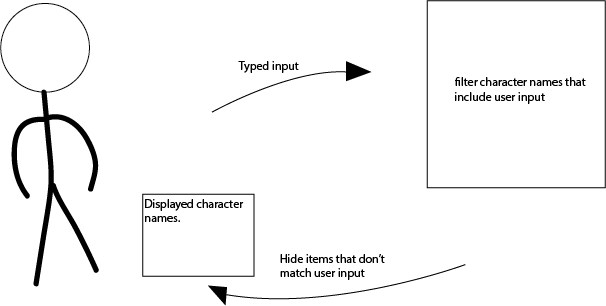 Typed input
filter character names that
include user input
Displayed character
names.
Hide items that don't
match user input